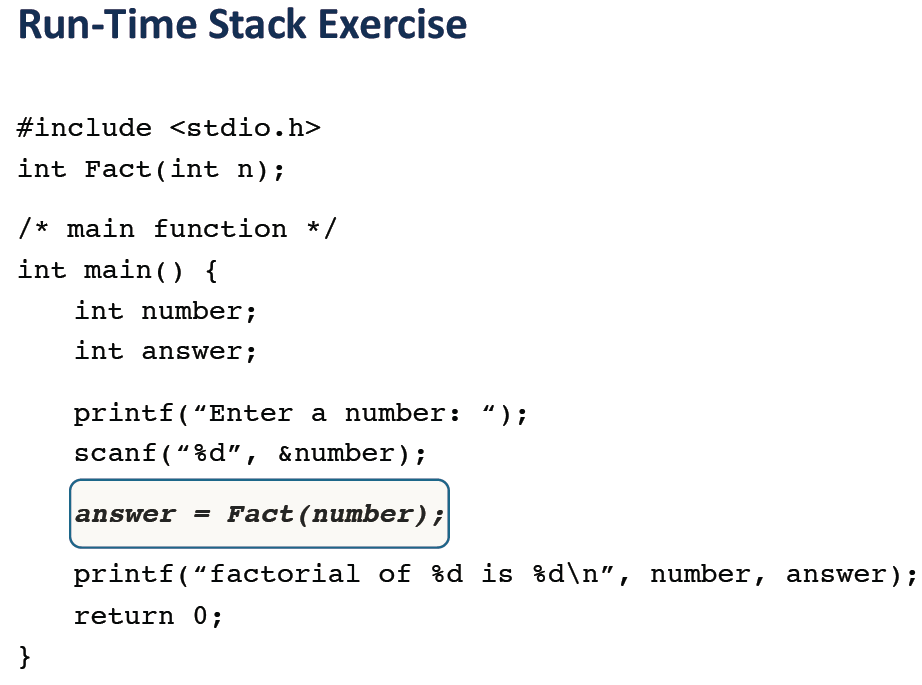 Run-Time Stack Exercise
#include <stdio.h>
int Fact(int n);
/* main function */
int main() {
int number;
int answer;
printf(“Enter a number: “);
scanf(“%d”, &number);
answer = Fact(number);
printf(“factorial of %d is %d\n”, number, answer);
return 0;
}